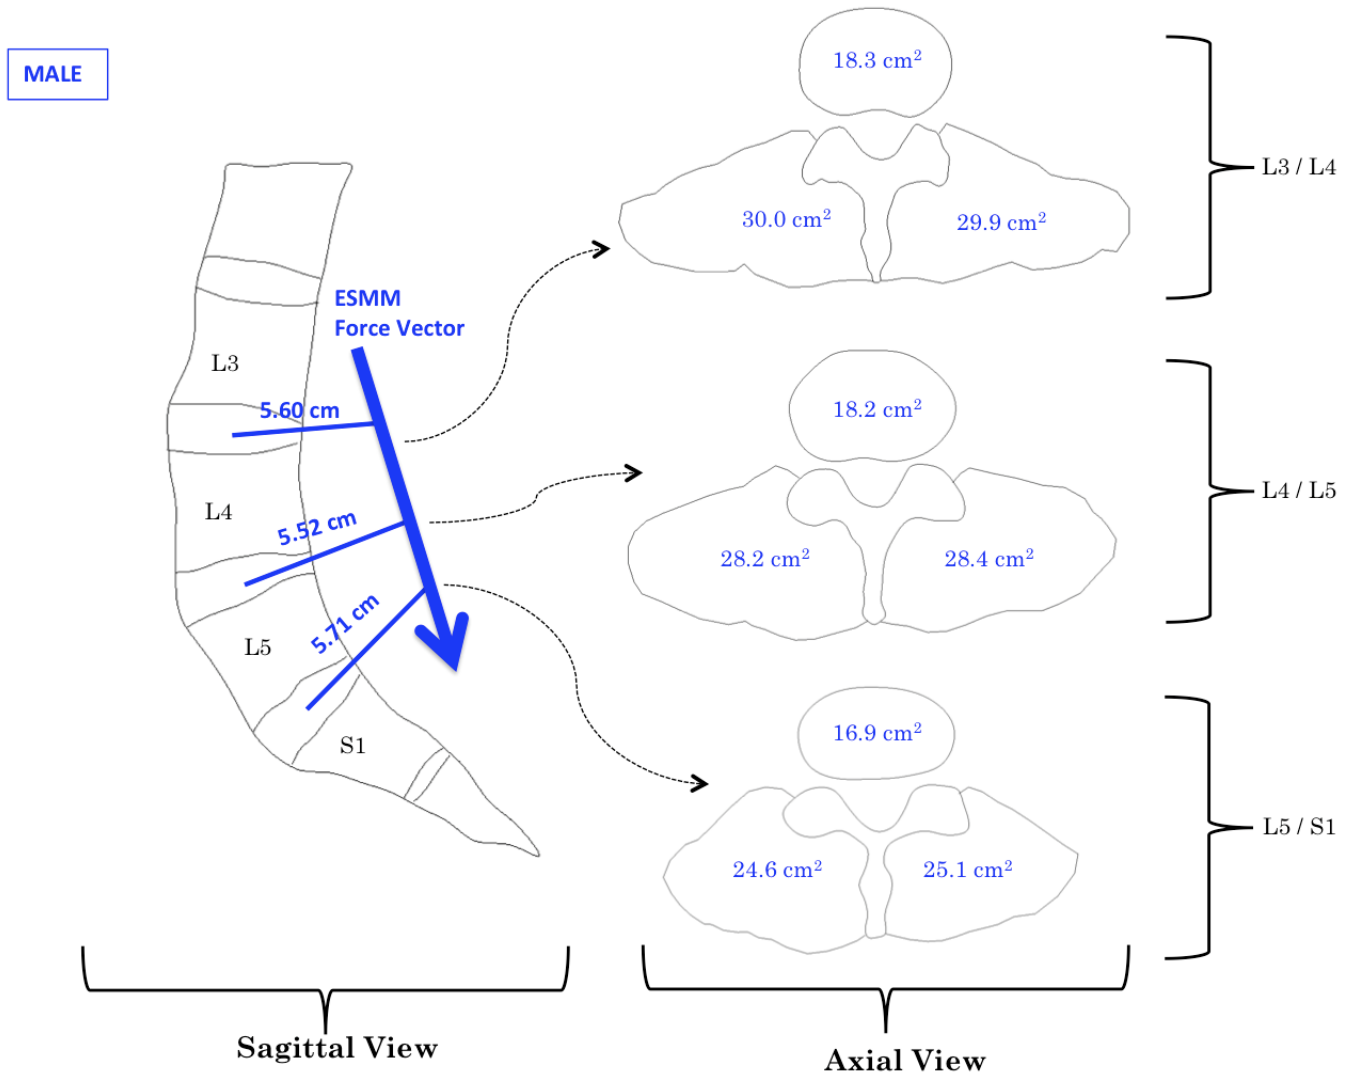 MALE
18.3 cm²
30.0 cm²
29.9 cm²
L3 / L4
ESMM
Force Vector
L3
5.60 cm
L4
5.52 cm
L5
5.71 cm
S1
18.2 cm²
28.2 cm²
28.4 cm²
L4 / L5
16.9 cm²
24.6 cm²
25.1 cm²
L5 / S1
Sagittal View
Axial View